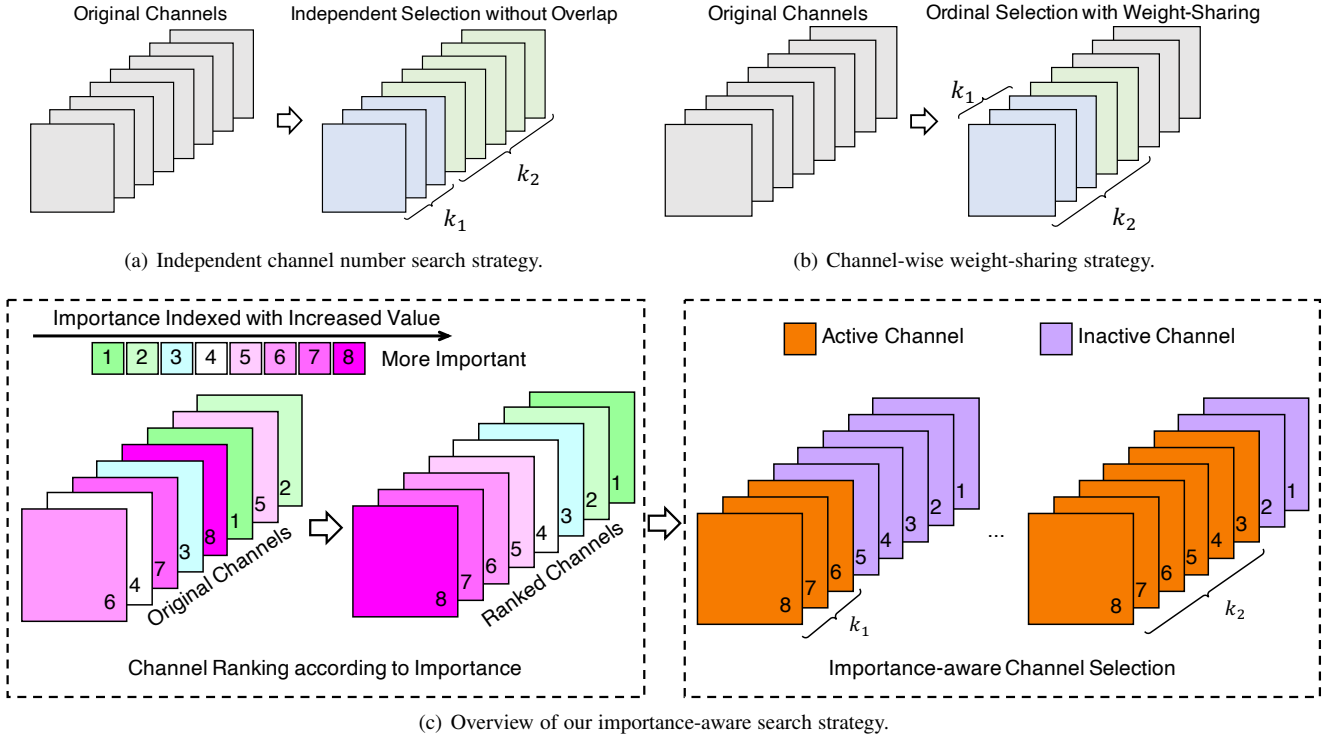 Original Channels
Independent Selection without Overlap
k₁
k₂
(a) Independent channel number search strategy.
Original Channels
Ordinal Selection with Weight-Sharing
k₁
k₂
(b) Channel-wise weight-sharing strategy.
Importance Indexed with Increased Value
1 2 3 4 5 6 7 8 More Important
6 4 7 3 8 1 5 2
Original Channels
8 7 6 5 4 3 2 1
Ranked Channels
Channel Ranking according to Importance
Active Channel
Inactive Channel
8 7 6 5 4 3 2 1
k₁
...
8 7 6 5 4 3 2 1
k₂
Importance-aware Channel Selection
(c) Overview of our importance-aware search strategy.